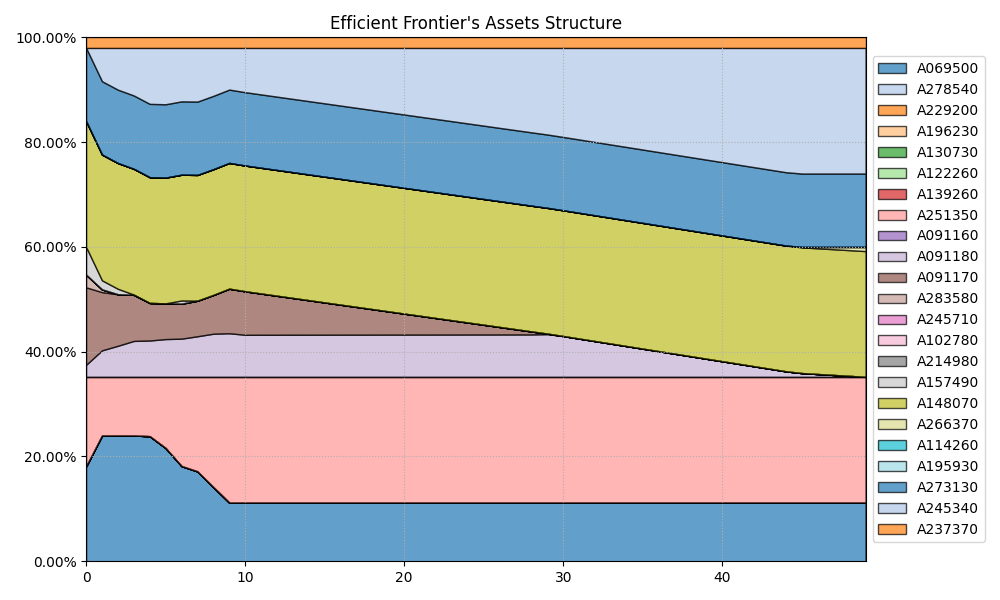 Efficient Frontier's Assets Structure
100.00%
80.00%
60.00%
40.00%
20.00%
0.00%
0
10
20
30
40
A069500
A278540
A229200
A196230
A130730
A122260
A139260
A251350
A091160
A091180
A091170
A283580
A245710
A102780
A214980
A157490
A148070
A266370
A114260
A195930
A273130
A245340
A237370